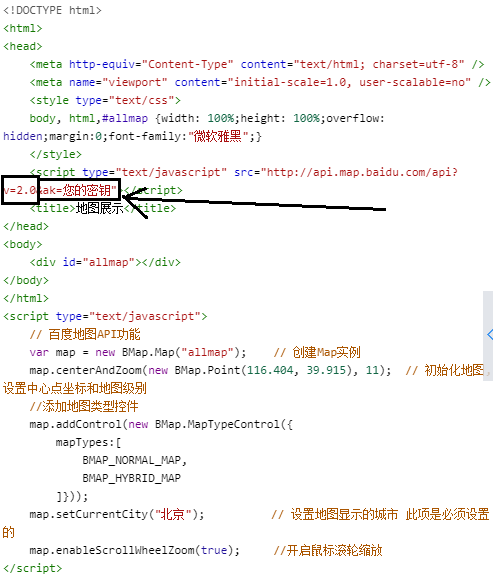 <!DOCTYPE html>
<html>
<head>
<meta http-equiv="Content-Type" content="text/html; charset=utf-8" />
<meta name="viewport" content="initial-scale=1.0, user-scalable=no" />
<style type="text/css">
body, html,#allmap {width: 100%;height: 100%;overflow:
hidden;margin:0;font-family:"微软雅黑";}
</style>
<script type="text/javascript" src="http://api.map.baidu.com/api?
v=2.0&ak=您的密钥"></script>
<title>地图展示</title>
</head>
<body>
<div id="allmap"></div>
</body>
</html>
<script type="text/javascript">
// 百度地图API功能
var map = new BMap.Map("allmap");    // 创建Map实例
map.centerAndZoom(new BMap.Point(116.404, 39.915), 11);  // 初始化地图,
设置中心点坐标和地图级别
//添加地图类型控件
map.addControl(new BMap.MapTypeControl({
mapTypes:[
BMAP_NORMAL_MAP,
BMAP_HYBRID_MAP
]}));
map.setCurrentCity("北京");          // 设置地图显示的城市 此项是必须设置
的
map.enableScrollWheelZoom(true);     //开启鼠标滚轮缩放
</script>